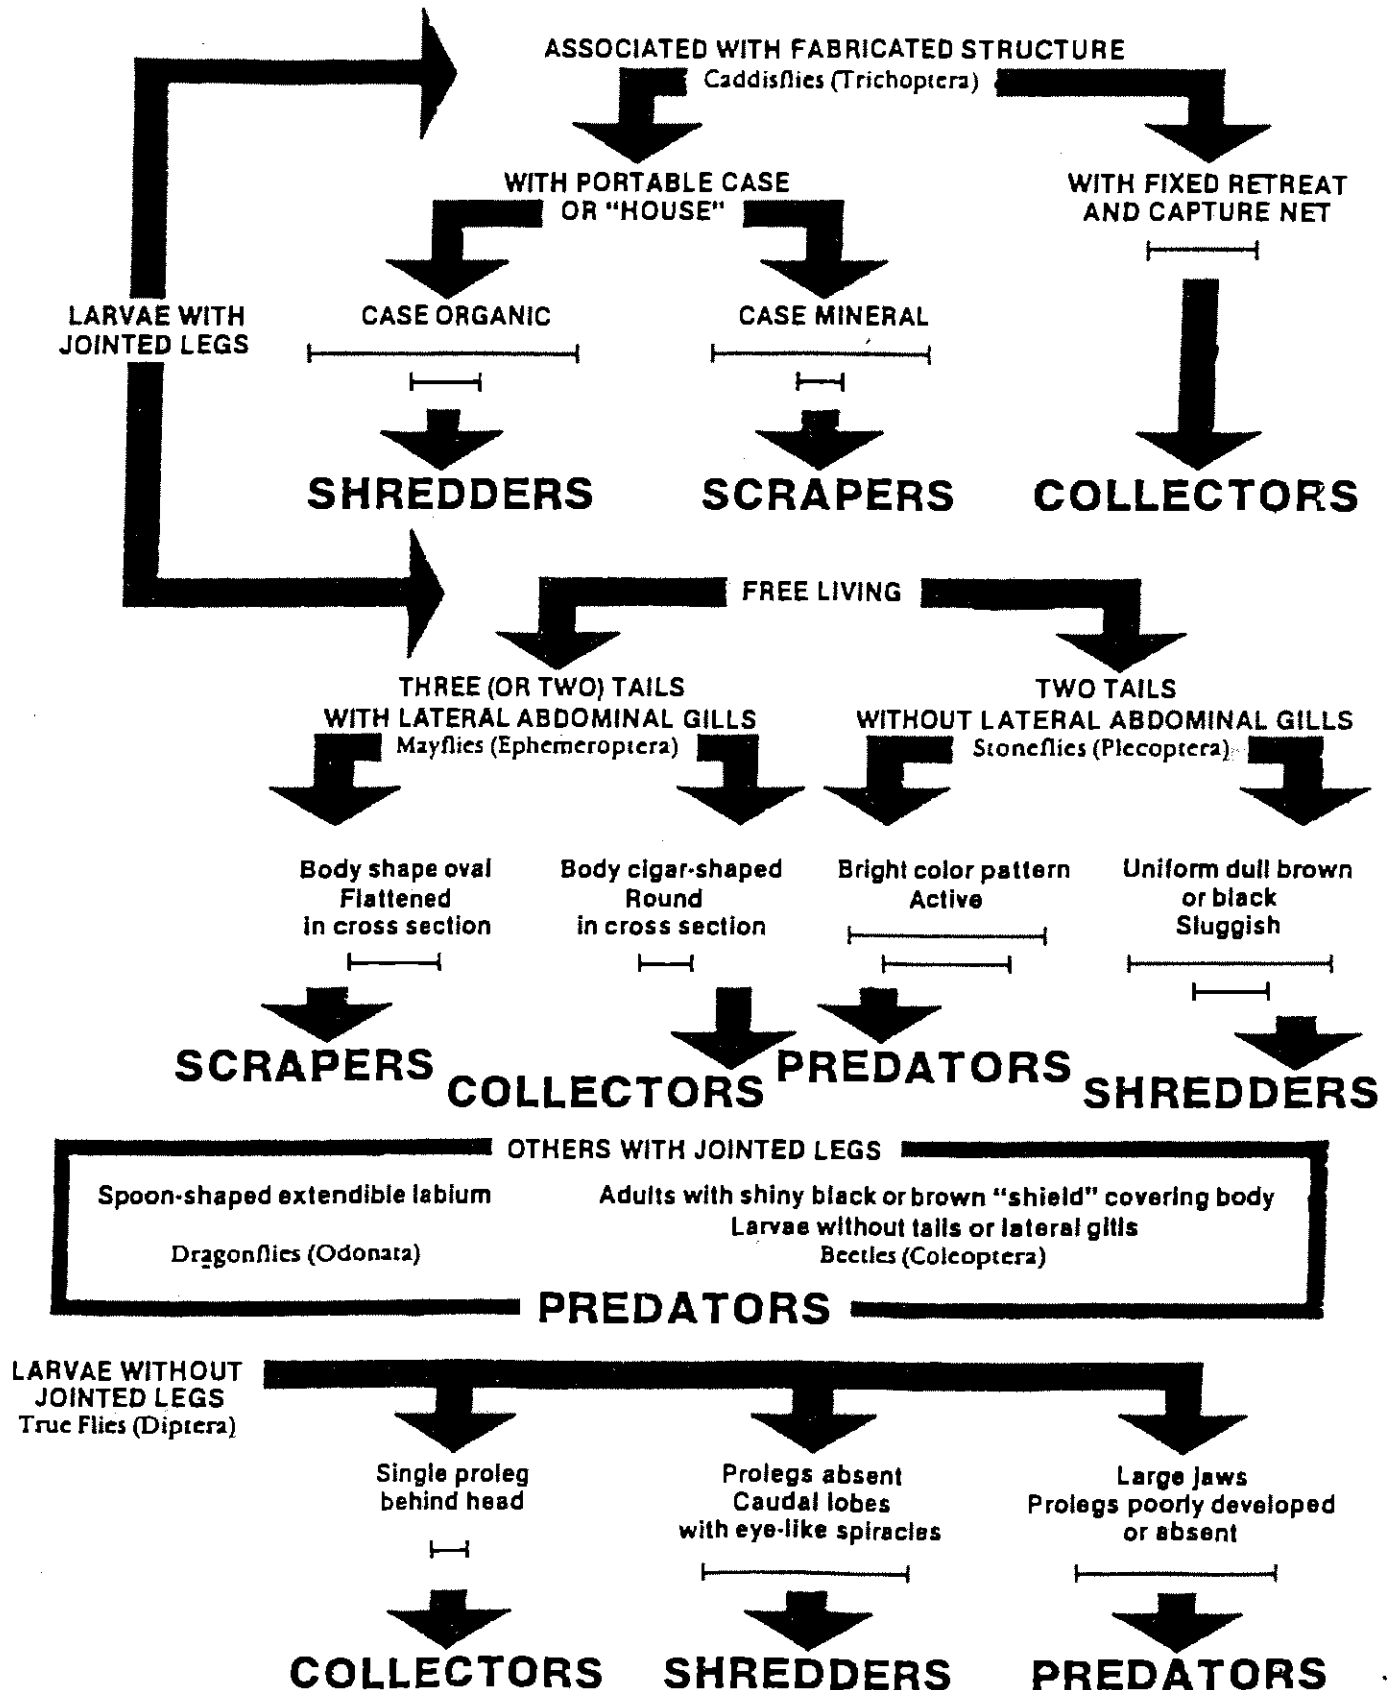 ASSOCIATED WITH FABRICATED STRUCTURE
Caddisflies (Trichoptera)
WITH PORTABLE CASE
OR "HOUSE"
WITH FIXED RETREAT
AND CAPTURE NET
LARVAE WITH
JOINTED LEGS
CASE ORGANIC
CASE MINERAL
SHREDDERS
SCRAPERS
COLLECTORS
FREE LIVING
THREE (OR TWO) TAILS
WITH LATERAL ABDOMINAL GILLS
Mayflies (Ephemeroptera)
TWO TAILS
WITHOUT LATERAL ABDOMINAL GILLS
Stoneflies (Plecoptera)
Body shape oval
Flattened
in cross section
Body cigar-shaped
Round
in cross section
Bright color pattern
Active
Uniform dull brown
or black
Sluggish
SCRAPERS
COLLECTORS
PREDATORS
SHREDDERS
OTHERS WITH JOINTED LEGS
Spoon-shaped extendible labium
Dragonflies (Odonata)
Adults with shiny black or brown "shield" covering body
Larvae without tails or lateral gills
Beetles (Coleoptera)
PREDATORS
LARVAE WITHOUT
JOINTED LEGS
True Flies (Diptera)
Single proleg
behind head
Prolegs absent
Caudal lobes
with eye-like spiracles
Large jaws
Prolegs poorly developed
or absent
COLLECTORS
SHREDDERS
PREDATORS